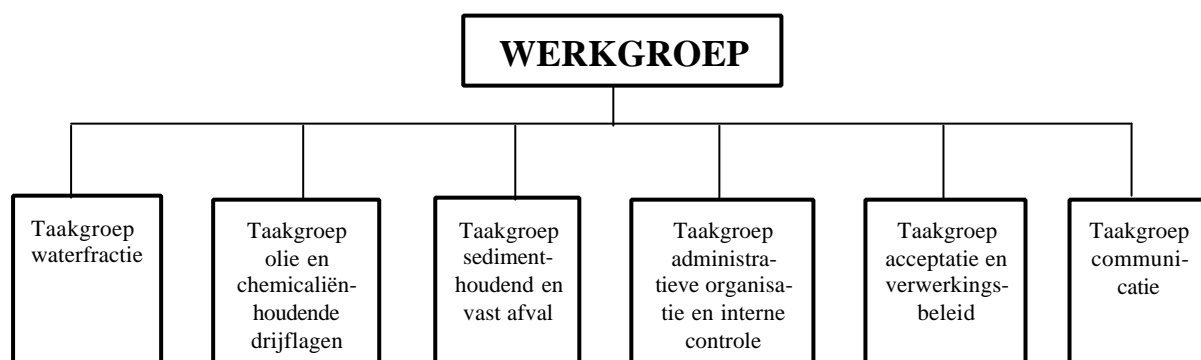 WERKGROEP
Taakgroep
waterfractie
Taakgroep
olie en
chemicaliën-
houdende
drijflagen
Taakgroep
sediment-
houdend en
vast afval
Taakgroep
administra-
tieve organisa-
tie en interne
controle
Taakgroep
acceptatie en
verwerkings-
beleid
Taakgroep
communi-
catie